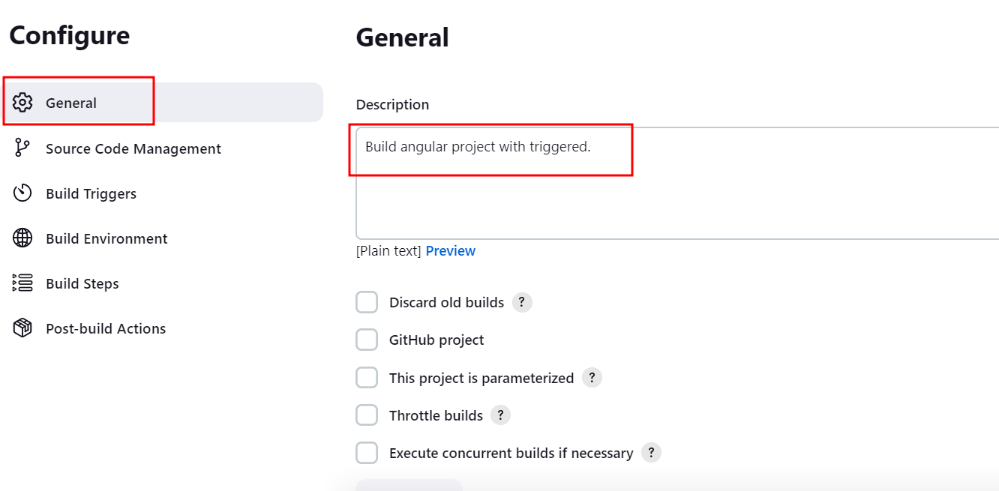 Configure
General
Source Code Management
Build Triggers
Build Environment
Build Steps
Post-build Actions
General
Description
Build angular project with triggered.
[Plain text] Preview
Discard old builds ?
GitHub project
This project is parameterized ?
Throttle builds ?
Execute concurrent builds if necessary ?